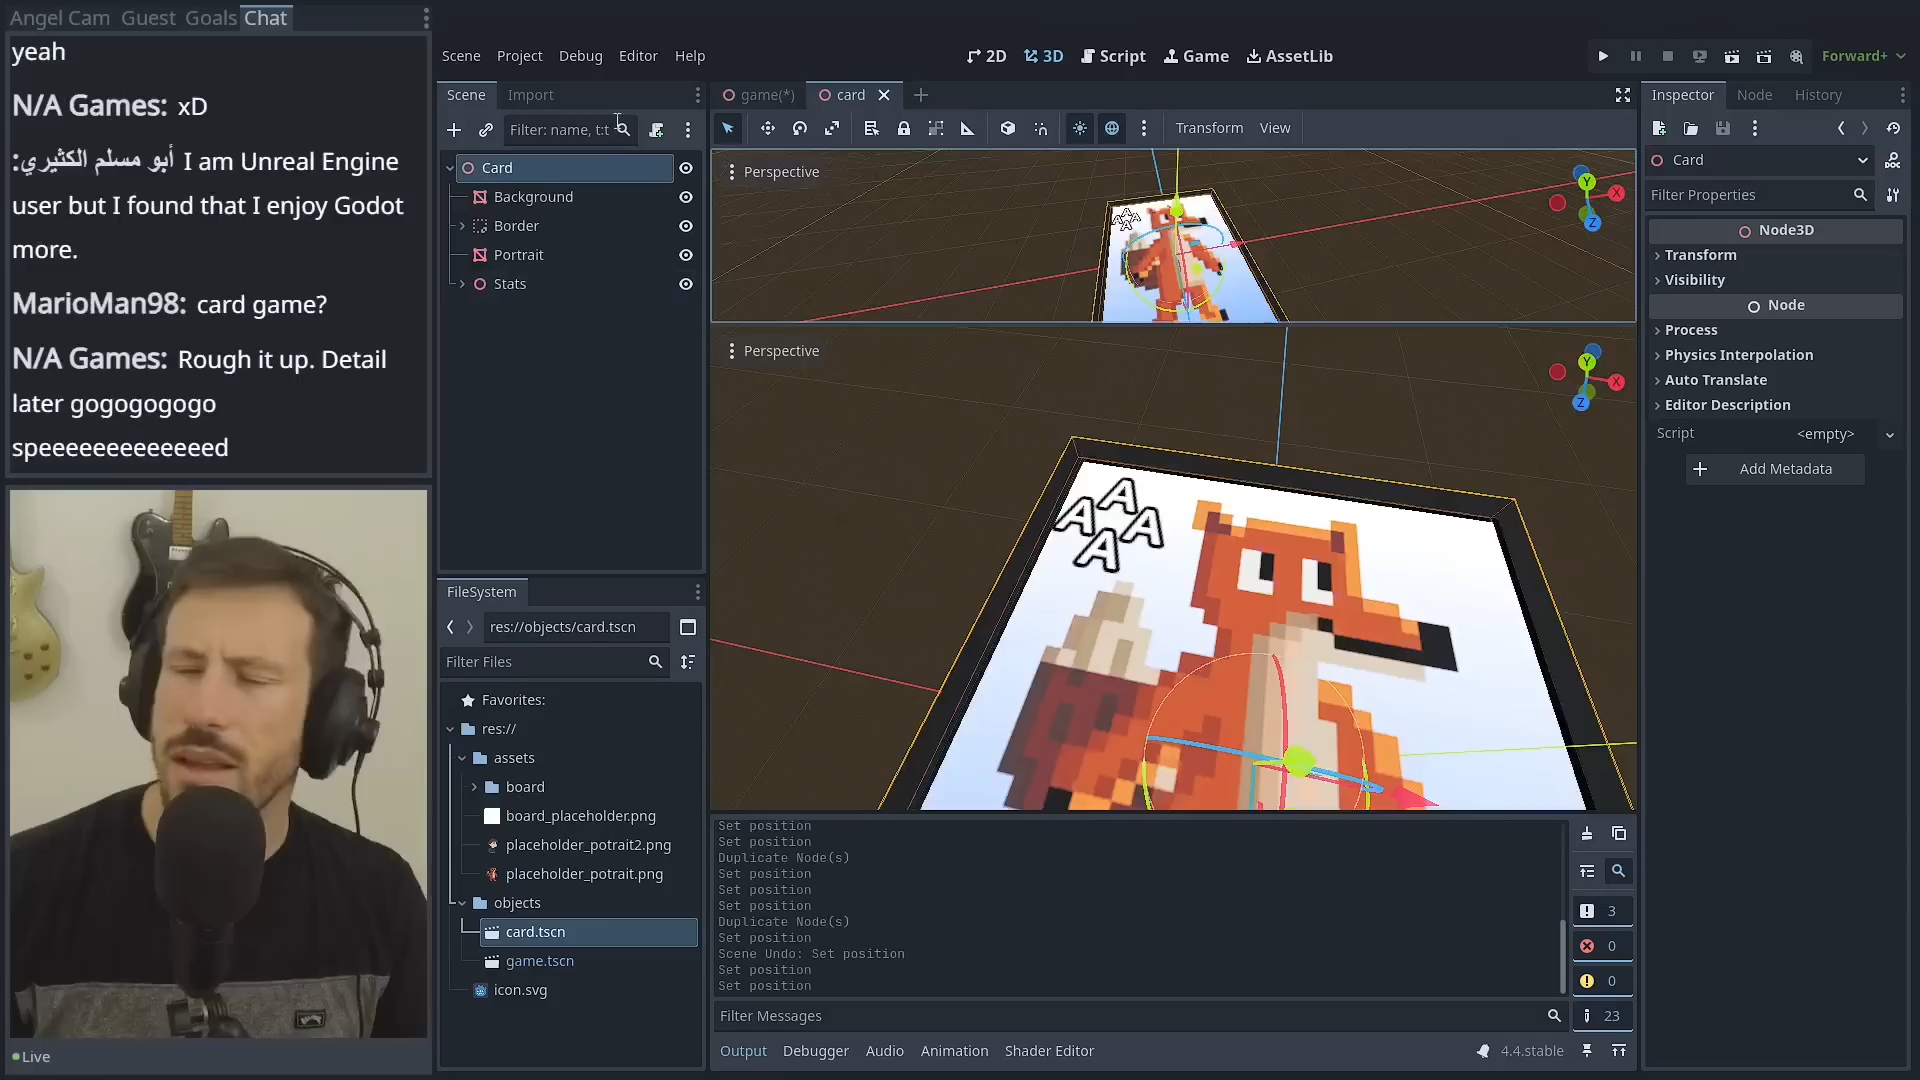 Angel Cam Guest Goals Chat
yeah
N/A Games: xD
أبو مسلم الكثيري: I am Unreal Engine
user but I found that I enjoy Godot
more.
MarioMan98: card game?
N/A Games: Rough it up. Detail
later gogogogogo
speeeeeeeeeeeeed
Live
Scene Project Debug Editor Help
2D 3D Script Game AssetLib
Forward+
Scene Import
Filter: name, t:t
Card
Background
Border
Portrait
Stats
FileSystem
res://objects/card.tscn
Filter Files
Favorites:
res://
assets
board
board_placeholder.png
placeholder_potrait2.png
placeholder_potrait.png
objects
card.tscn
game.tscn
icon.svg
game(*) card
Transform View
Perspective
Y X Z
A A A A
Perspective
Y X Z
A
A A
A
Set position
Set position
Duplicate Node(s)
Set position
Set position
Set position
Duplicate Node(s)
Set position
Scene Undo: Set position
Set position
Set position
Filter Messages
3
0
0
23
Output Debugger Audio Animation Shader Editor
4.4.stable
Inspector Node History
Card
Filter Properties
Node3D
Transform
Visibility
Node
Process
Physics Interpolation
Auto Translate
Editor Description
Script <empty>
Add Metadata